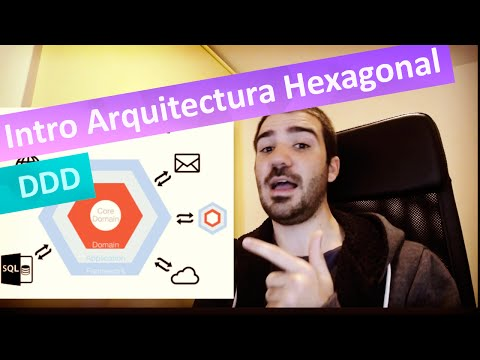 Intro Arquitectura Hexagonal
DDD
Core
Domain
Domain
Application
Framework
SQL